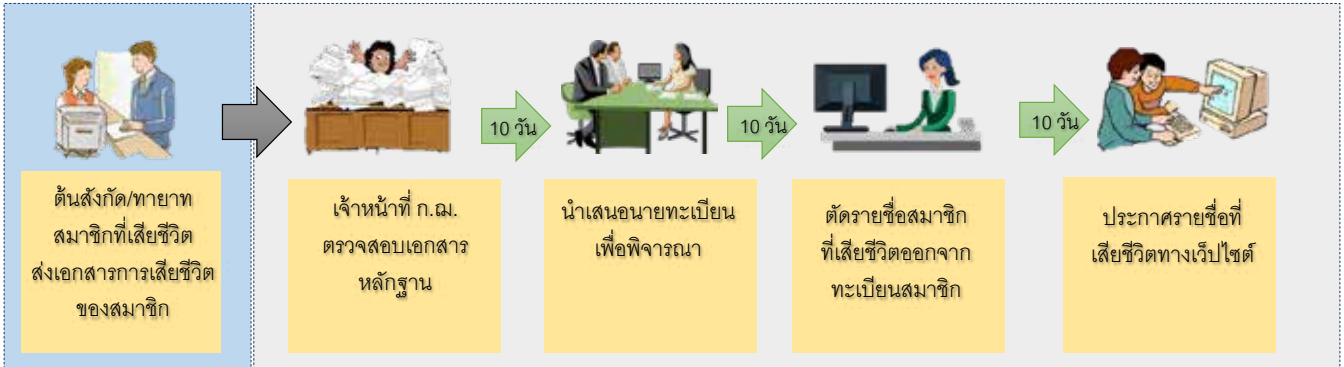 10 วัน
10 วัน
10 วัน
ต้นสังกัด/ทายาท
สมาชิกที่เสียชีวิต
ส่งเอกสารการเสียชีวิต
ของสมาชิก
เจ้าหน้าที่ ก.ฌ.
ตรวจสอบเอกสาร
หลักฐาน
นำเสนอนายทะเบียน
เพื่อพิจารณา
ตัดรายชื่อสมาชิก
ที่เสียชีวิตออกจาก
ทะเบียนสมาชิก
ประกาศรายชื่อที่
เสียชีวิตทางเว็ปไซต์